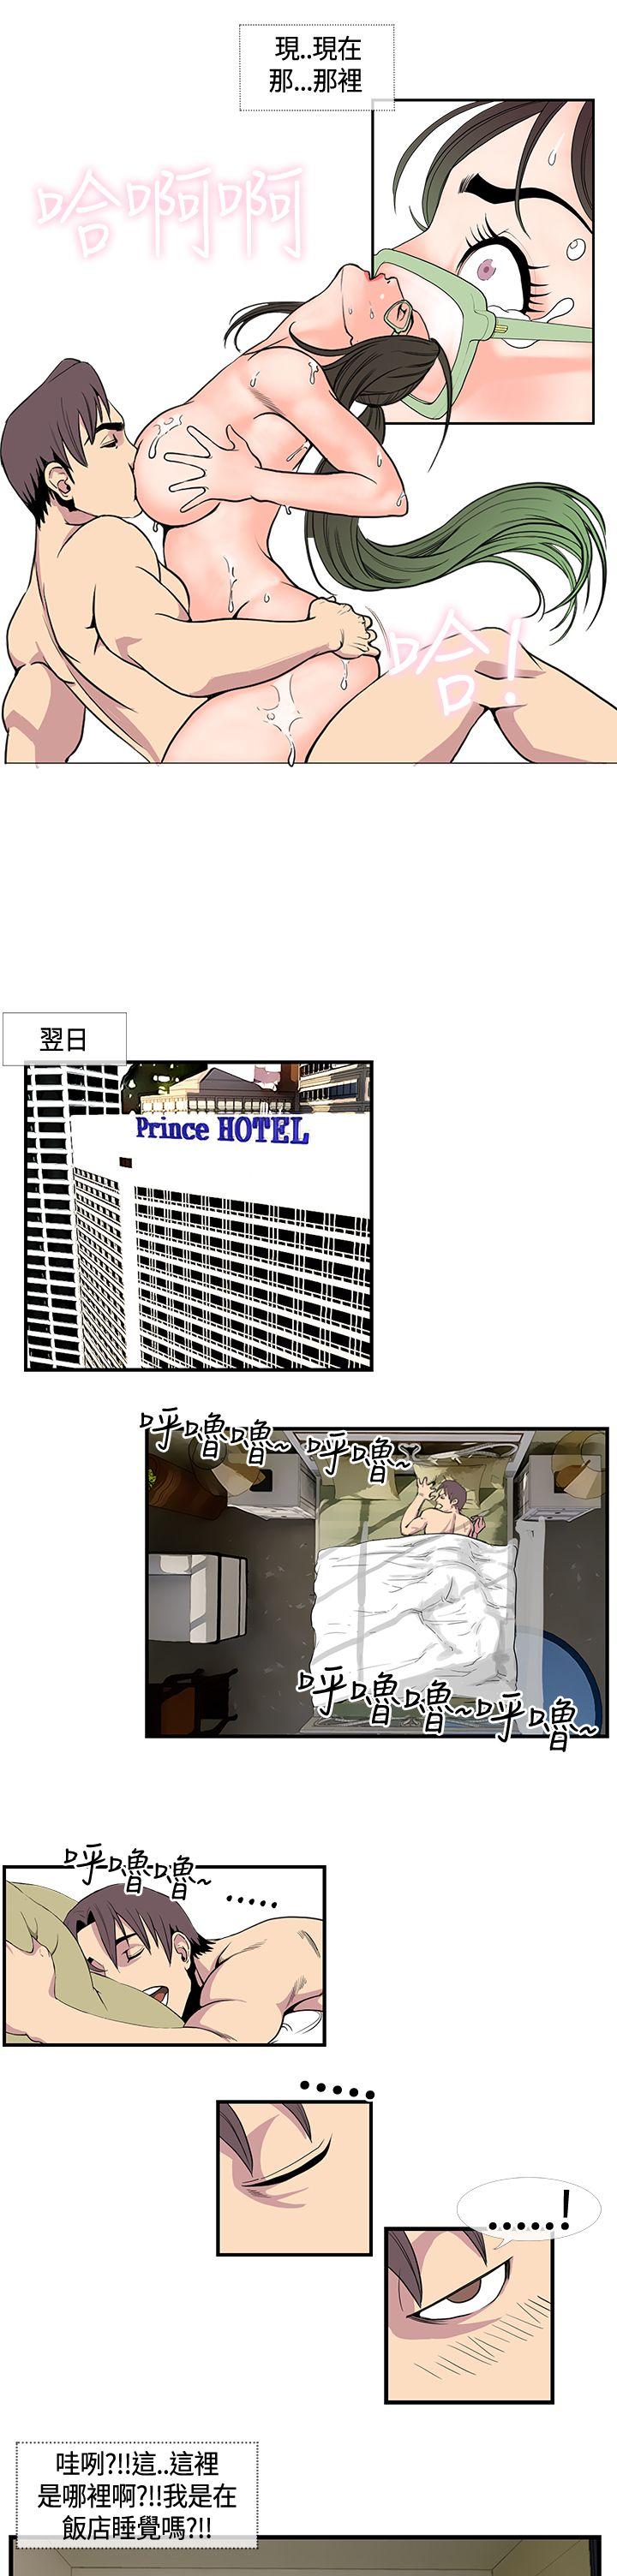 現..現在
那...那裡
哈啊啊
哈!
翌日
Prince HOTEL
呼嚕嚕~ 呼嚕~
呼嚕嚕~呼嚕~
呼嚕嚕~.....
.....
......!
哇咧?!!這..這裡
是哪裡啊?!!我是在
飯店睡覺嗎?!!